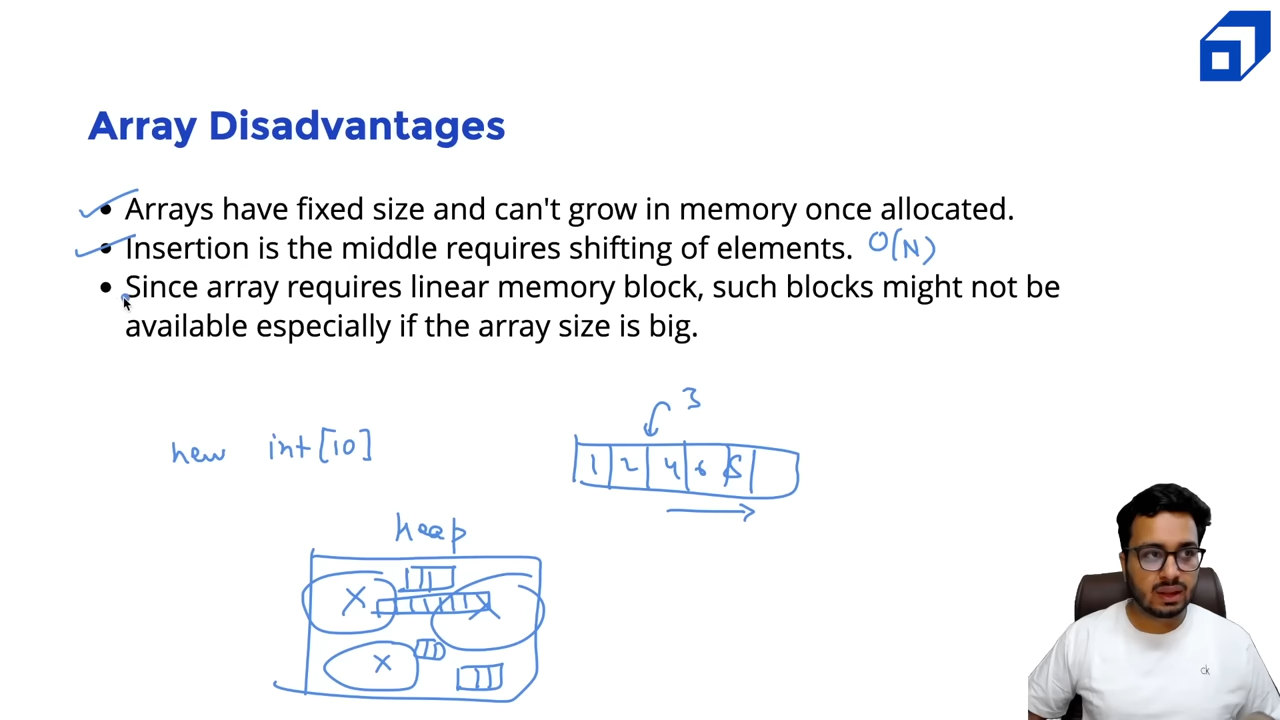 Array Disadvantages
• Arrays have fixed size and can't grow in memory once allocated.
• Insertion is the middle requires shifting of elements. O(N)
• Since array requires linear memory block, such blocks might not be
available especially if the array size is big.
3
new int[10]
1 2 4 6 5
heap
X X
X
ck